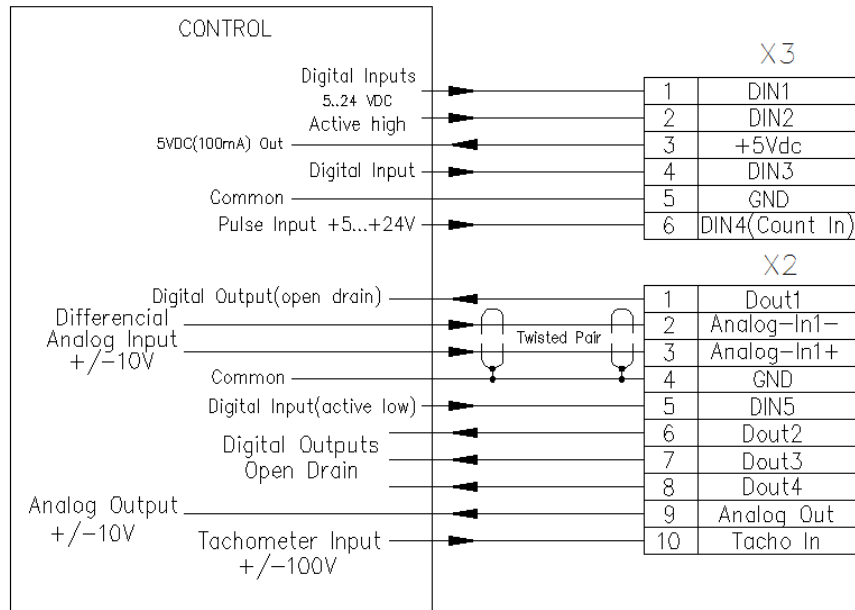 CONTROL
X3
Digital Inputs
5..24 VDC
Active high
5VDC(100mA) Out
Digital Input
Common
Pulse Input +5...+24V
1 DIN1
2 DIN2
3 +5Vdc
4 DIN3
5 GND
6 DIN4(Count In)
X2
Digital Output(open drain)
Differencial
Analog Input
+/-10V
Twisted Pair
Common
Digital Input(active low)
Digital Outputs
Open Drain
Analog Output
+/-10V
Tachometer Input
+/-100V
1 Dout1
2 Analog-In1-
3 Analog-In1+
4 GND
5 DIN5
6 Dout2
7 Dout3
8 Dout4
9 Analog Out
10 Tacho In